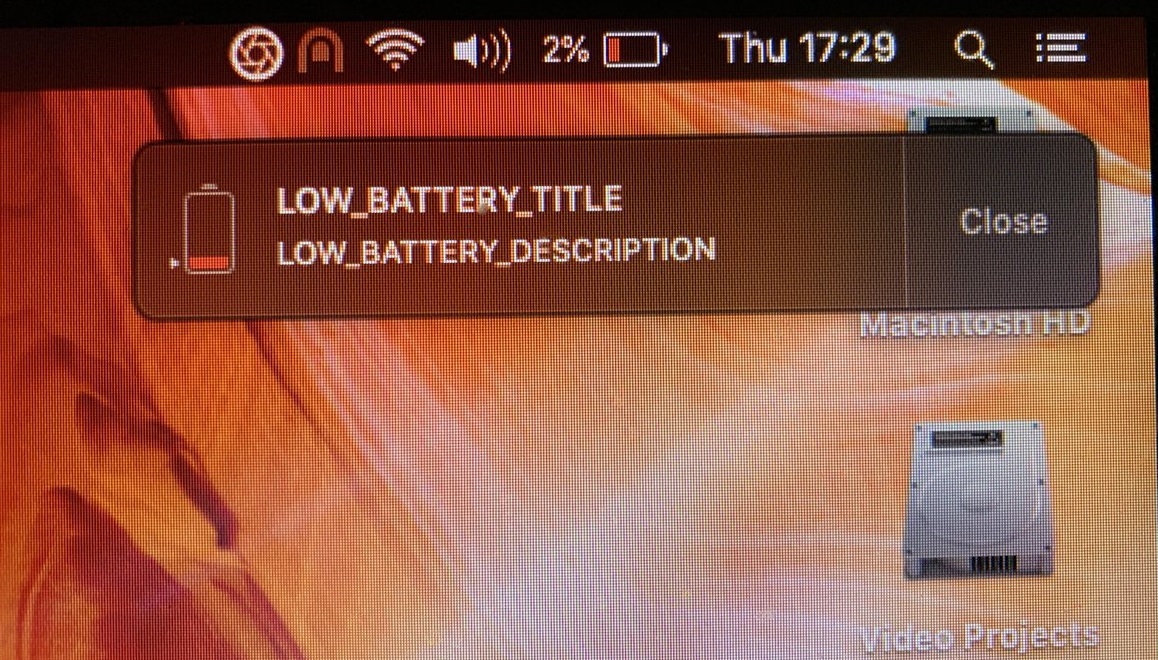 2% Thu 17:29
LOW_BATTERY_TITLE
LOW_BATTERY_DESCRIPTION
Close
Macintosh HD
Video Projects